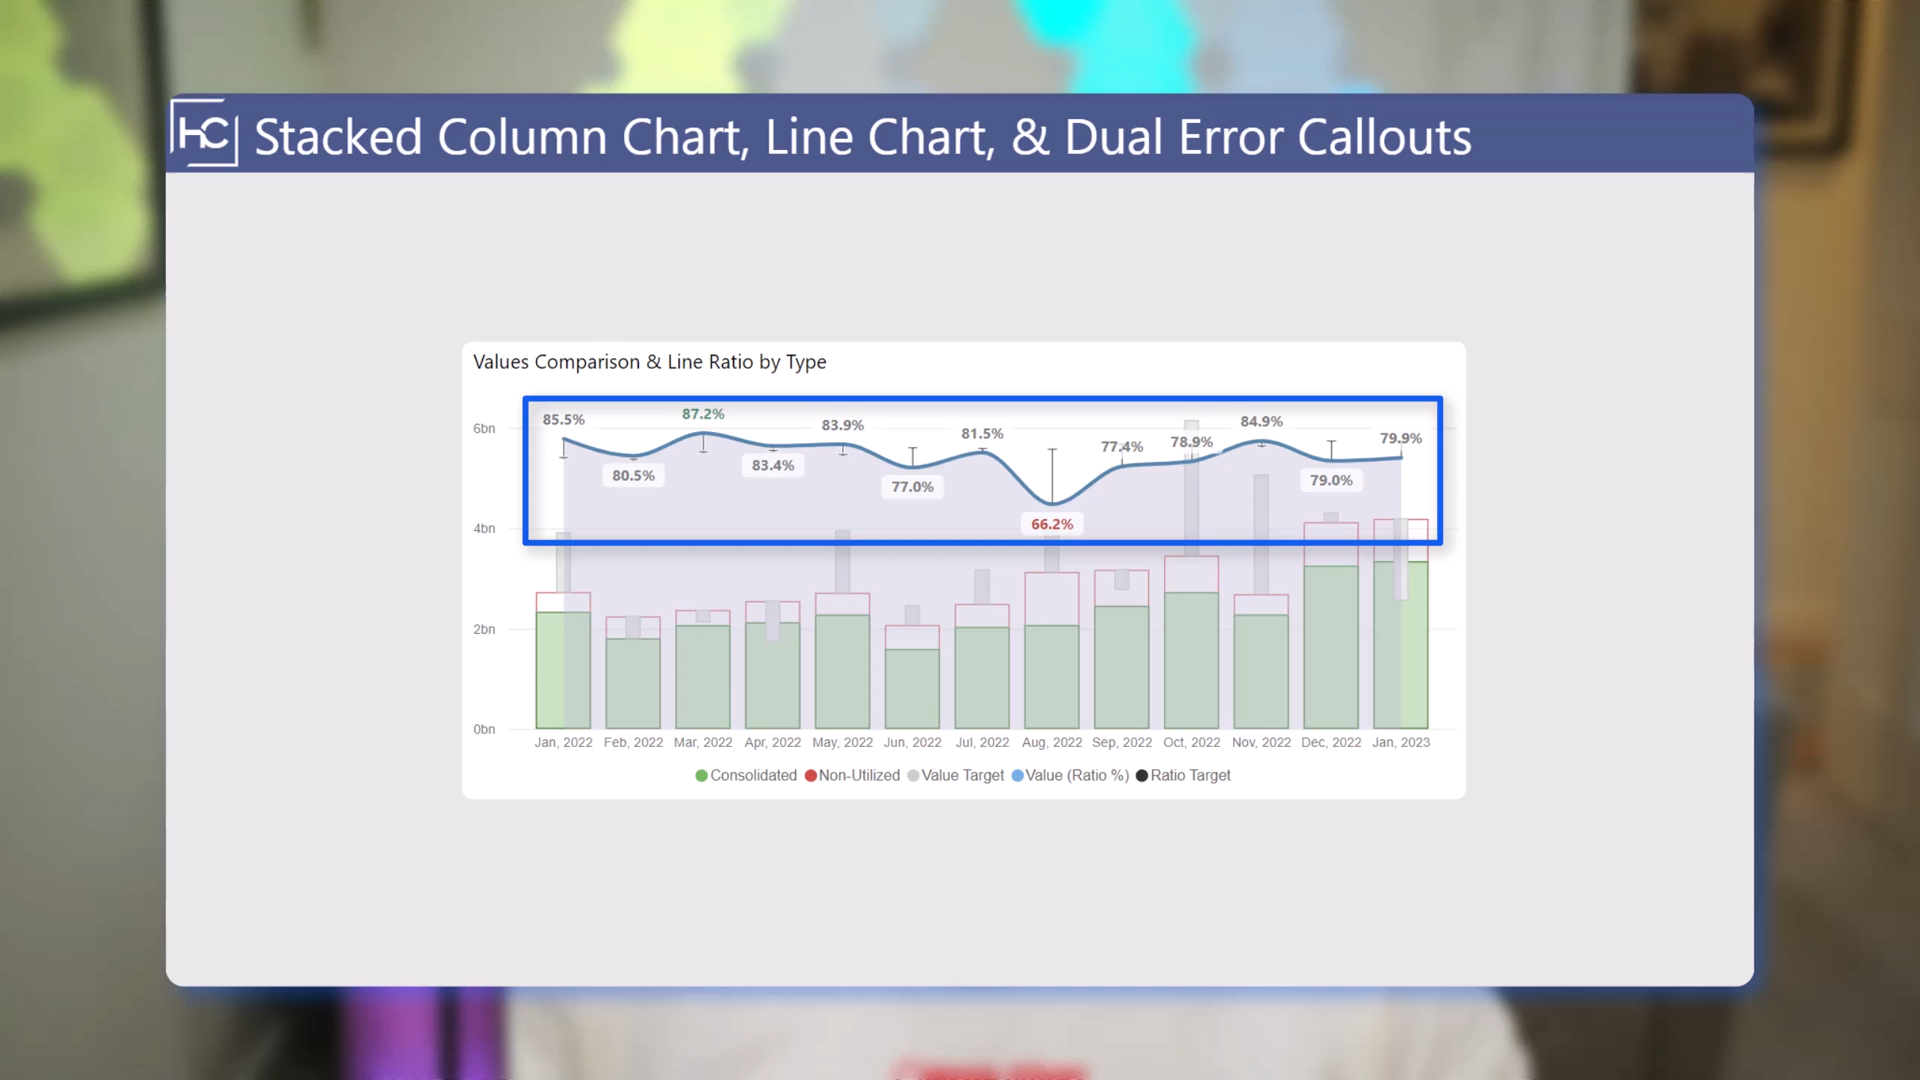 HC Stacked Column Chart, Line Chart, & Dual Error Callouts
Values Comparison & Line Ratio by Type
85.5% 80.5% 87.2% 83.4% 83.9% 77.0% 81.5% 66.2% 77.4% 78.9% 84.9% 79.0% 79.9%
6bn
4bn
2bn
0bn
Jan, 2022 Feb, 2022 Mar, 2022 Apr, 2022 May, 2022 Jun, 2022 Jul, 2022 Aug, 2022 Sep, 2022 Oct, 2022 Nov, 2022 Dec, 2022 Jan, 2023
Consolidated Non-Utilized Value Target Value (Ratio %) Ratio Target